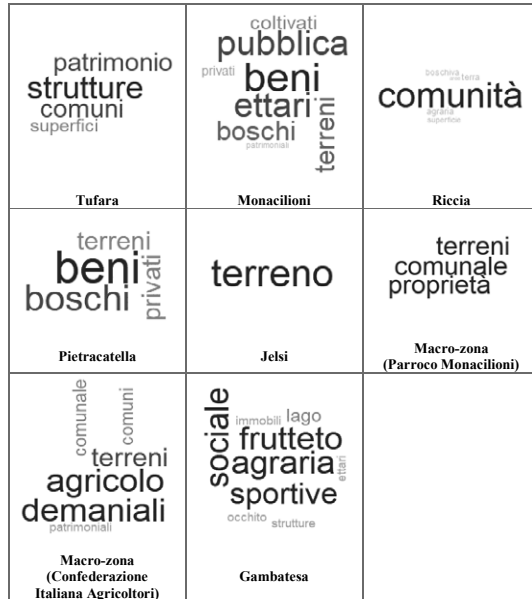 coltivati
patrimonio
pubblica
strutture
privati
beni
comuni
ettari
superfici
boschi
terreni
patrimoniali
boschiva
terra
comunità
agraria
superficie
Tufara
Monacilioni
Riccia
terreni
beni
boschi
privati
terreno
terreni
comunale
proprietà
Pietracatella
Jelsi
Macro-zona
(Parroco Monacilioni)
comunale
comuni
terreni
agricolo
demaniali
patrimoniali
sociale
immobili
lago
frutteto
agraria
ettari
sportive
occhito
strutture
Macro-zona
(Confederazione
Italiana Agricoltori)
Gambatesa